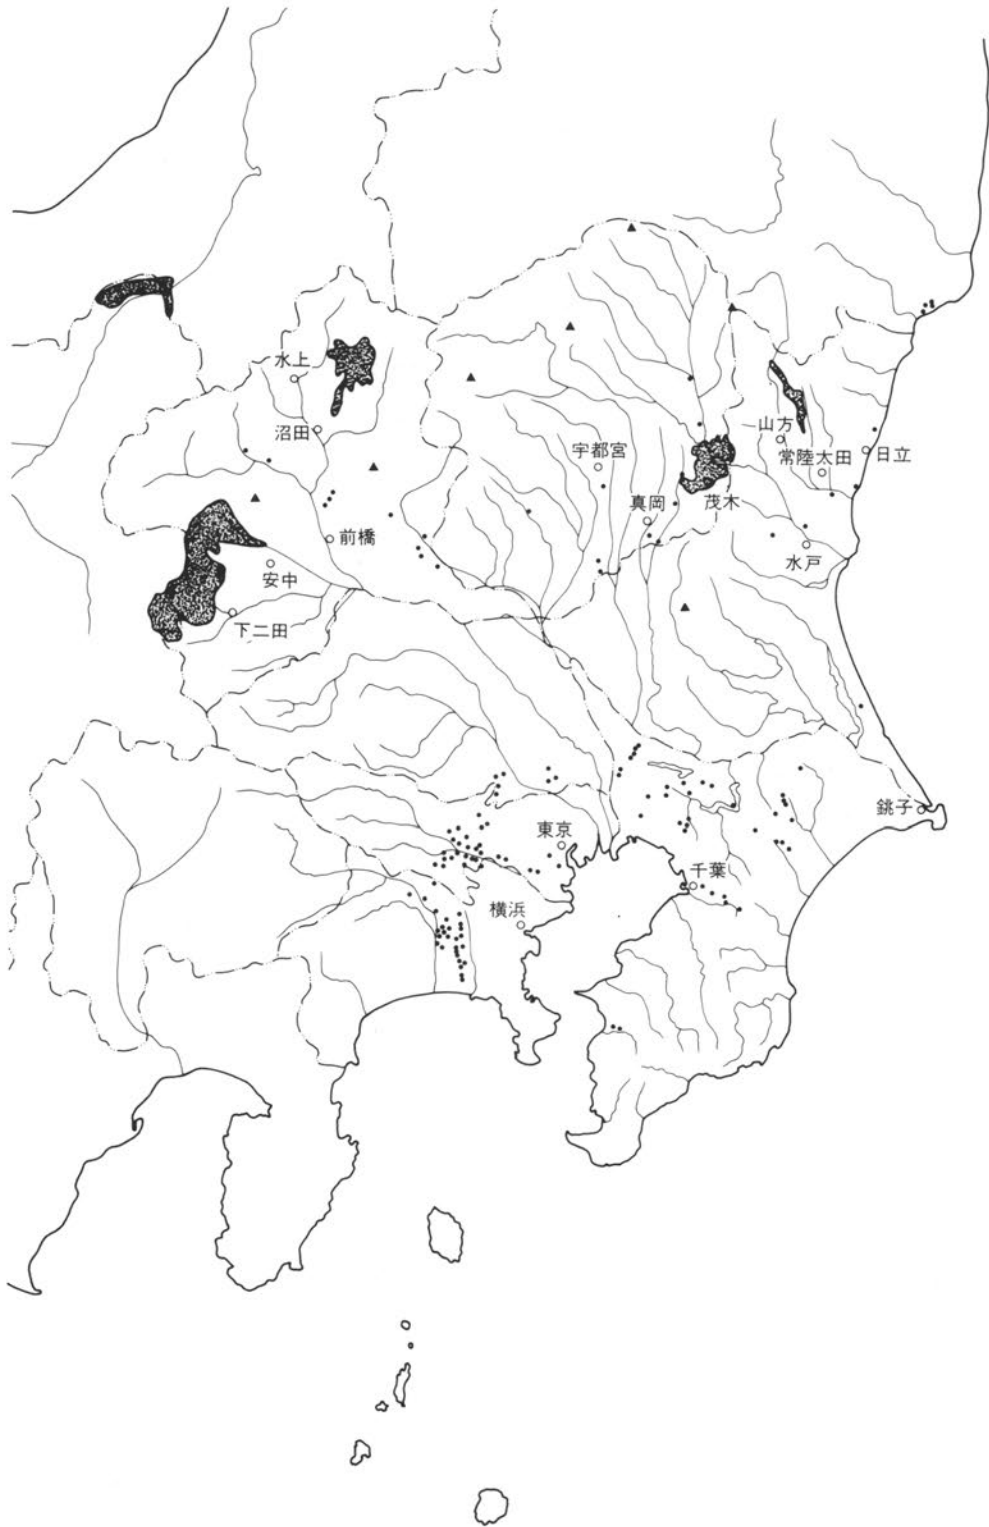 水上
沼田
山方
宇都宮
常陸太田
日立
真岡
茂木
前橋
水戸
安中
下二田
銚子
東京
千葉
横浜